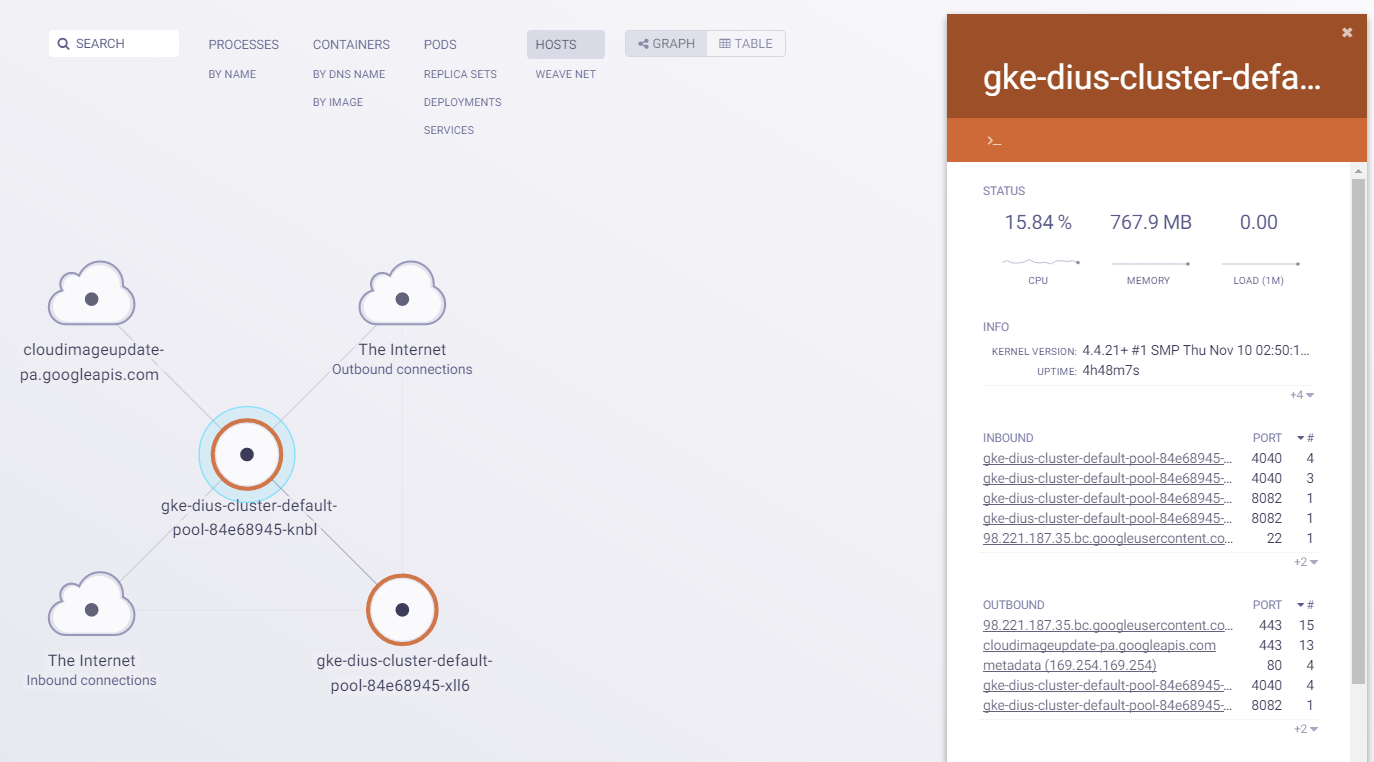 SEARCH
PROCESSES
BY NAME
CONTAINERS
BY DNS NAME
BY IMAGE
PODS
REPLICA SETS
DEPLOYMENTS
SERVICES
HOSTS
WEAVE NET
GRAPH
TABLE
cloudimageupdate-
pa.googleapis.com
The Internet
Outbound connections
gke-dius-cluster-default-
pool-84e68945-knbl
The Internet
Inbound connections
gke-dius-cluster-default-
pool-84e68945-xll6
gke-dius-cluster-defa...
>_
STATUS
15.84 % 767.9 MB 0.00
CPU MEMORY LOAD (1M)
INFO
KERNEL VERSION: 4.4.21+ #1 SMP Thu Nov 10 02:50:1...
UPTIME: 4h48m7s
+4
INBOUND PORT #
gke-dius-cluster-default-pool-84e68945-... 4040 4
gke-dius-cluster-default-pool-84e68945-... 4040 3
gke-dius-cluster-default-pool-84e68945-... 8082 1
gke-dius-cluster-default-pool-84e68945-... 8082 1
98.221.187.35.bc.googleusercontent.co... 22 1
+2
OUTBOUND PORT #
98.221.187.35.bc.googleusercontent.co... 443 15
cloudimageupdate-pa.googleapis.com 443 13
metadata (169.254.169.254) 80 4
gke-dius-cluster-default-pool-84e68945-... 4040 4
gke-dius-cluster-default-pool-84e68945-... 8082 1
+2